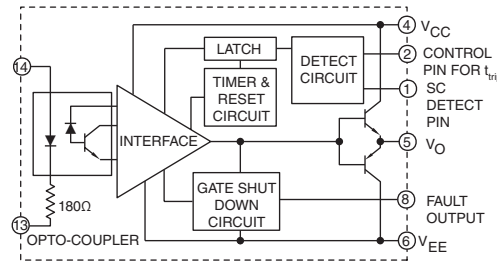 4 VCC
LATCH
2 CONTROL
PIN FOR ttrip
DETECT
CIRCUIT
14
TIMER &
RESET
CIRCUIT
1 SC
DETECT
PIN
INTERFACE
5 VO
GATE SHUT
DOWN
CIRCUIT
180Ω
8 FAULT
OUTPUT
13
OPTO-COUPLER
6 VEE